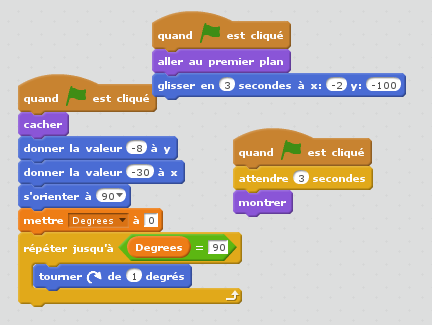 quand est cliqué
aller au premier plan
glisser en 3 secondes à x: -2 y: -100
quand est cliqué
cacher
donner la valeur -8 à y
donner la valeur -30 à x
s'orienter à 90
mettre Degrees à 0
répéter jusqu'à Degrees = 90
tourner de 1 degrés
quand est cliqué
attendre 3 secondes
montrer